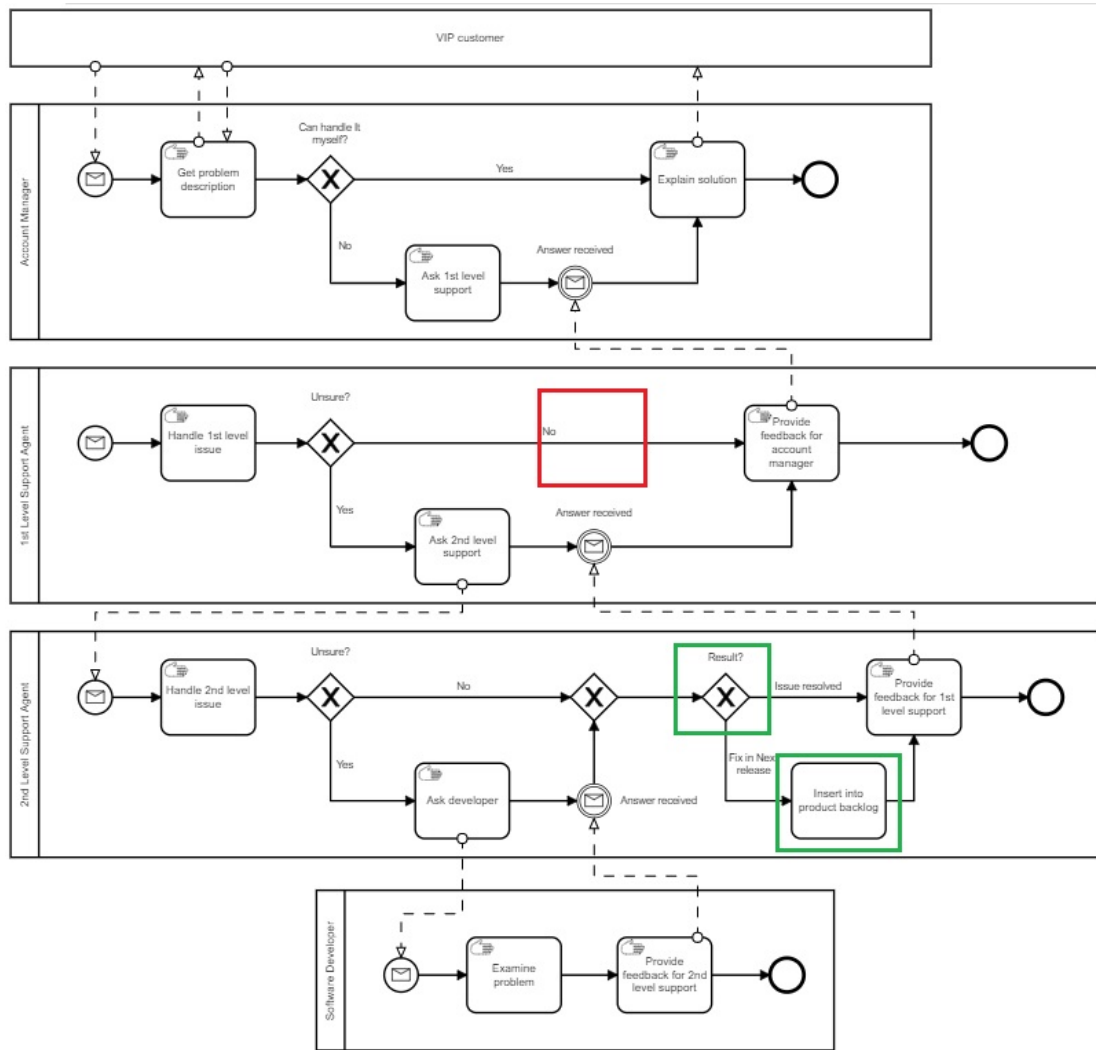 VIP customer
Account Manager
Can handle It
myself?
Get problem
description
Yes
Explain solution
No
Ask 1st level
support
Answer received
1st Level Support Agent
Unsure?
Handle 1st level
issue
No
Provide
feedback for
account
manager
Yes
Ask 2nd level
support
Answer received
2nd Level Support Agent
Unsure?
Handle 2nd level
issue
No
Result?
Issue resolved
Provide
feedback for 1st
level support
Yes
Ask developer
Answer received
Fix in Nex
release
Insert into
product backlog
Software Developer
Examine
problem
Provide
feedback for 2nd
level support